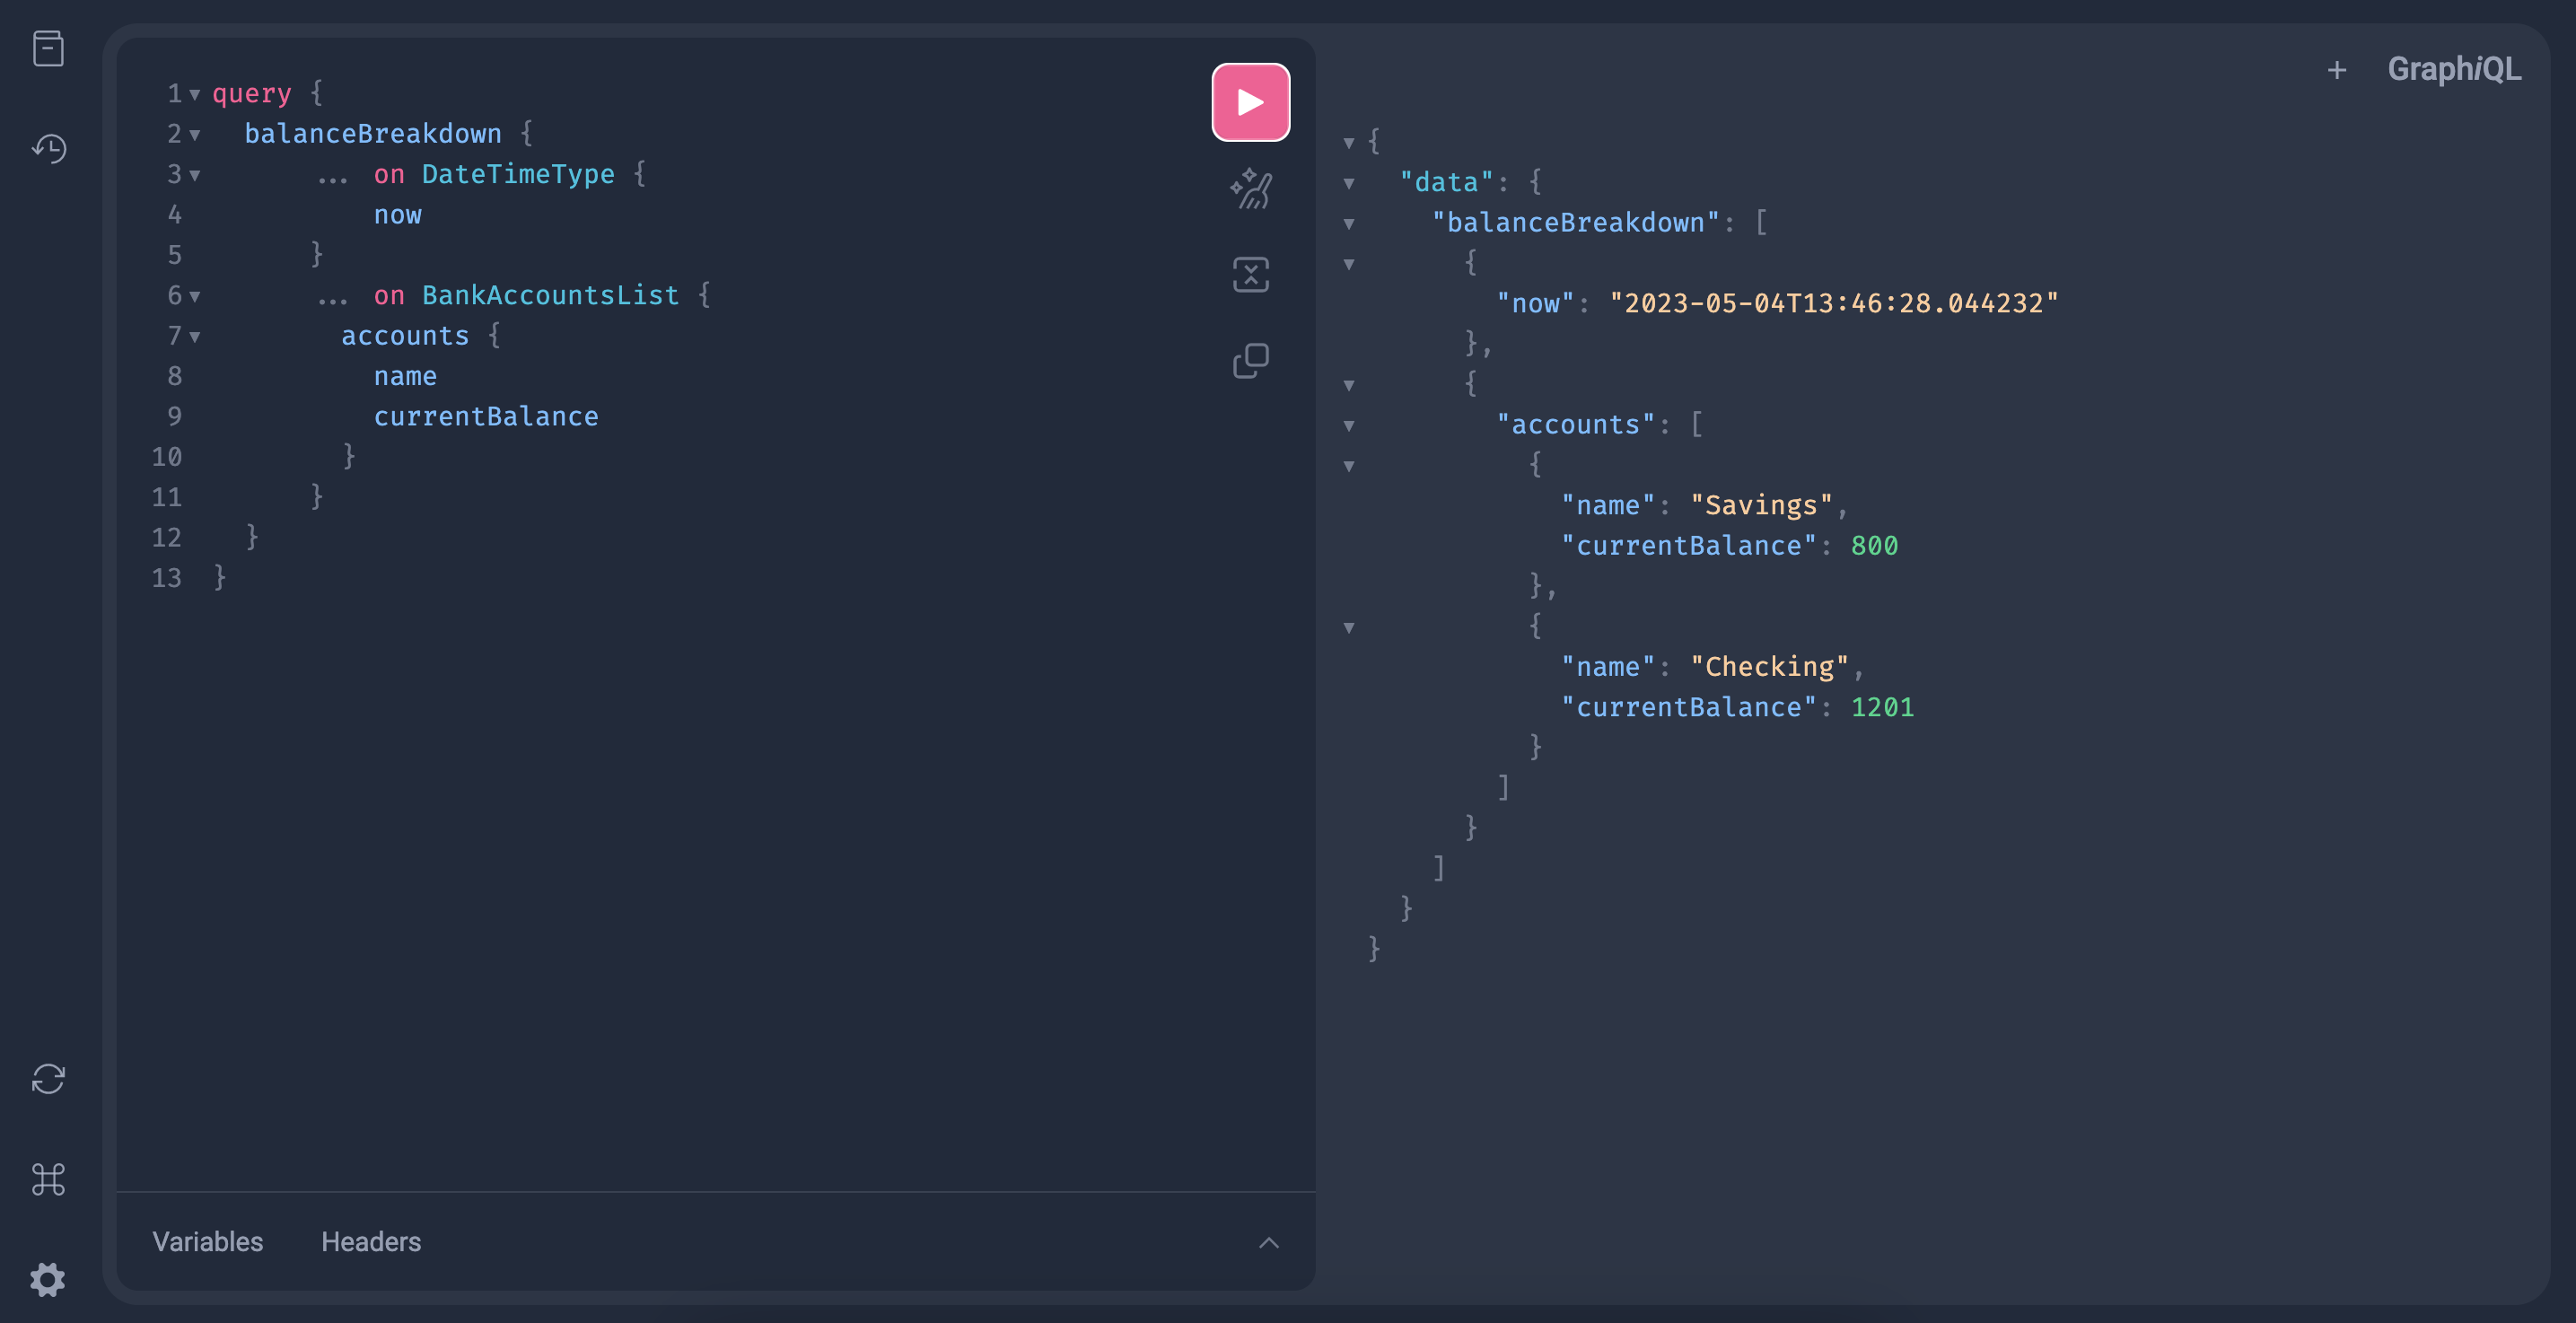 1 query {
2   balanceBreakdown {
3       ... on DateTimeType {
4           now
5       }
6       ... on BankAccountsList {
7         accounts {
8           name
9           currentBalance
10         }
11       }
12   }
13 }
Variables Headers
+ GraphiQL
{
  "data": {
    "balanceBreakdown": [
      {
        "now": "2023-05-04T13:46:28.044232"
      },
      {
        "accounts": [
          {
            "name": "Savings",
            "currentBalance": 800
          },
          {
            "name": "Checking",
            "currentBalance": 1201
          }
        ]
      }
    ]
  }
}